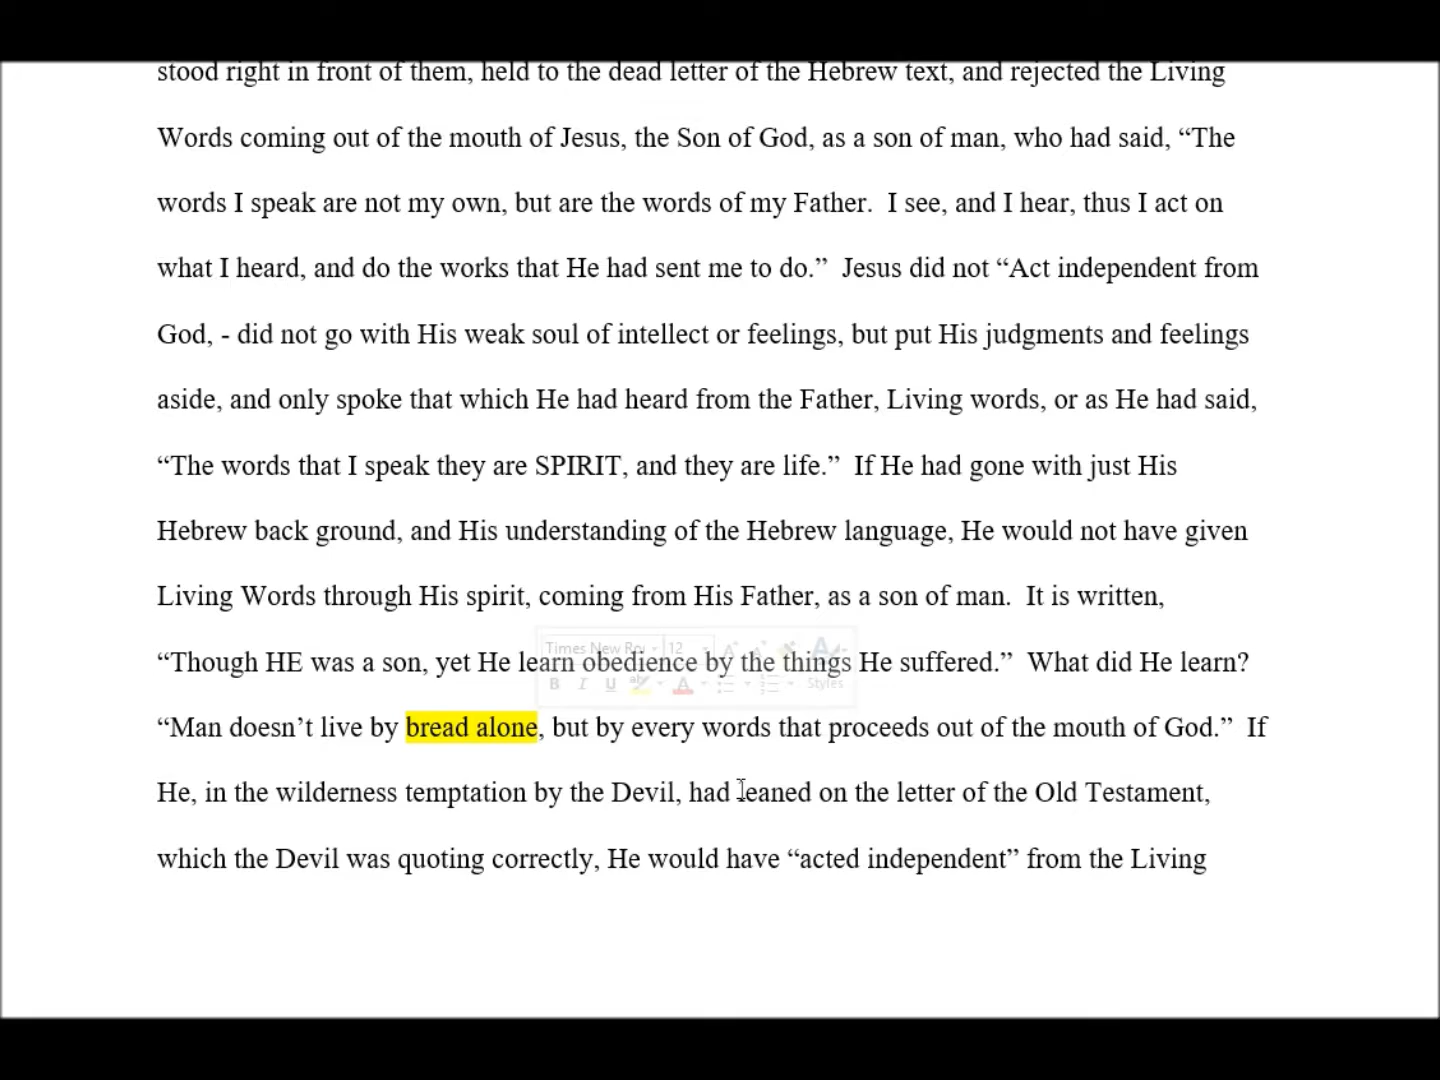 stood right in front of them, held to the dead letter of the Hebrew text, and rejected the Living
Words coming out of the mouth of Jesus, the Son of God, as a son of man, who had said, “The
words I speak are not my own, but are the words of my Father.  I see, and I hear, thus I act on
what I heard, and do the works that He had sent me to do.”  Jesus did not “Act independent from
God, - did not go with His weak soul of intellect or feelings, but put His judgments and feelings
aside, and only spoke that which He had heard from the Father, Living words, or as He had said,
“The words that I speak they are SPIRIT, and they are life.”  If He had gone with just His
Hebrew back ground, and His understanding of the Hebrew language, He would not have given
Living Words through His spirit, coming from His Father, as a son of man.  It is written,
Times New Ro 12
“Though HE was a son, yet He learn obedience by the things He suffered.”  What did He learn?
B I U ab A Styles
“Man doesn’t live by bread alone, but by every words that proceeds out of the mouth of God.”  If
He, in the wilderness temptation by the Devil, had leaned on the letter of the Old Testament,
which the Devil was quoting correctly, He would have “acted independent” from the Living